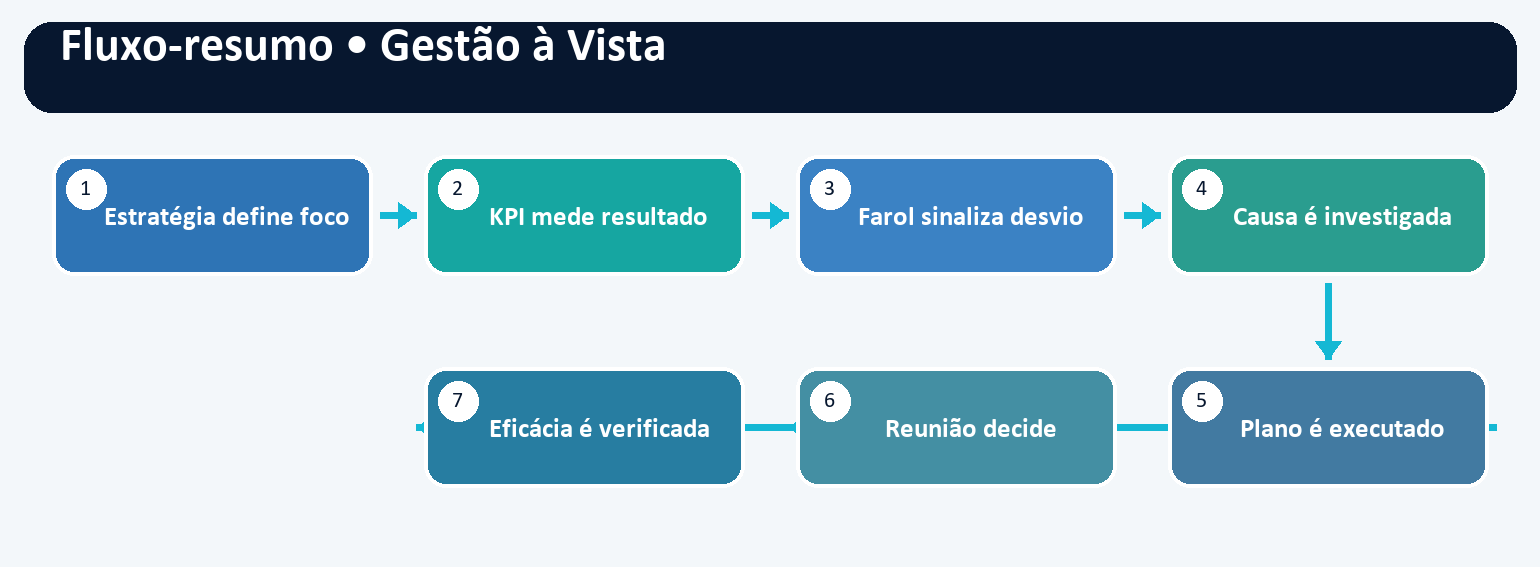 Fluxo-resumo • Gestão à Vista
1
Estratégia define foco
2
KPI mede resultado
3
Farol sinaliza desvio
4
Causa é investigada
7
Eficácia é verificada
6
Reunião decide
5
Plano é executado